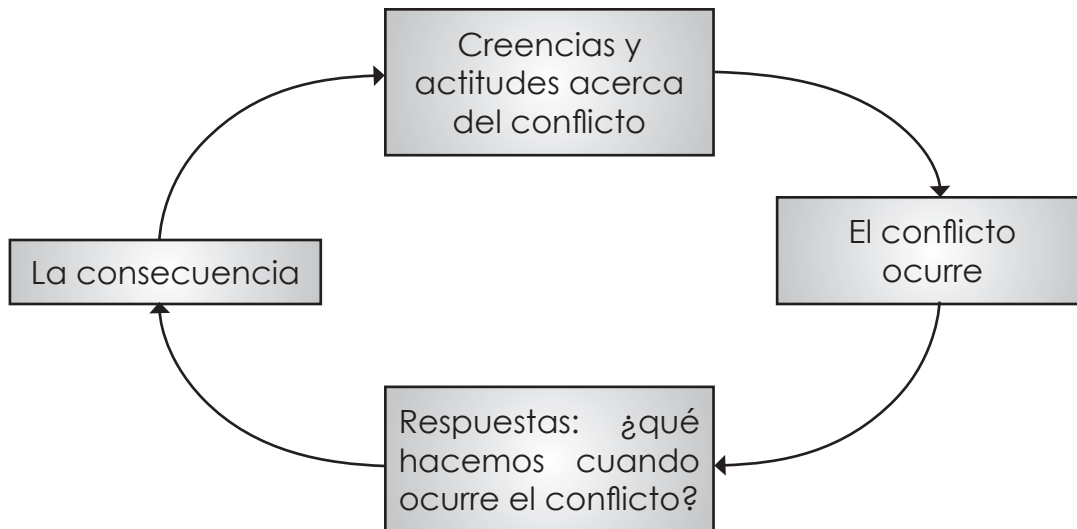 Creencias y
actitudes acerca
del conflicto
El conflicto
ocurre
La consecuencia
Respuestas: ¿qué
hacemos cuando
ocurre el conflicto?